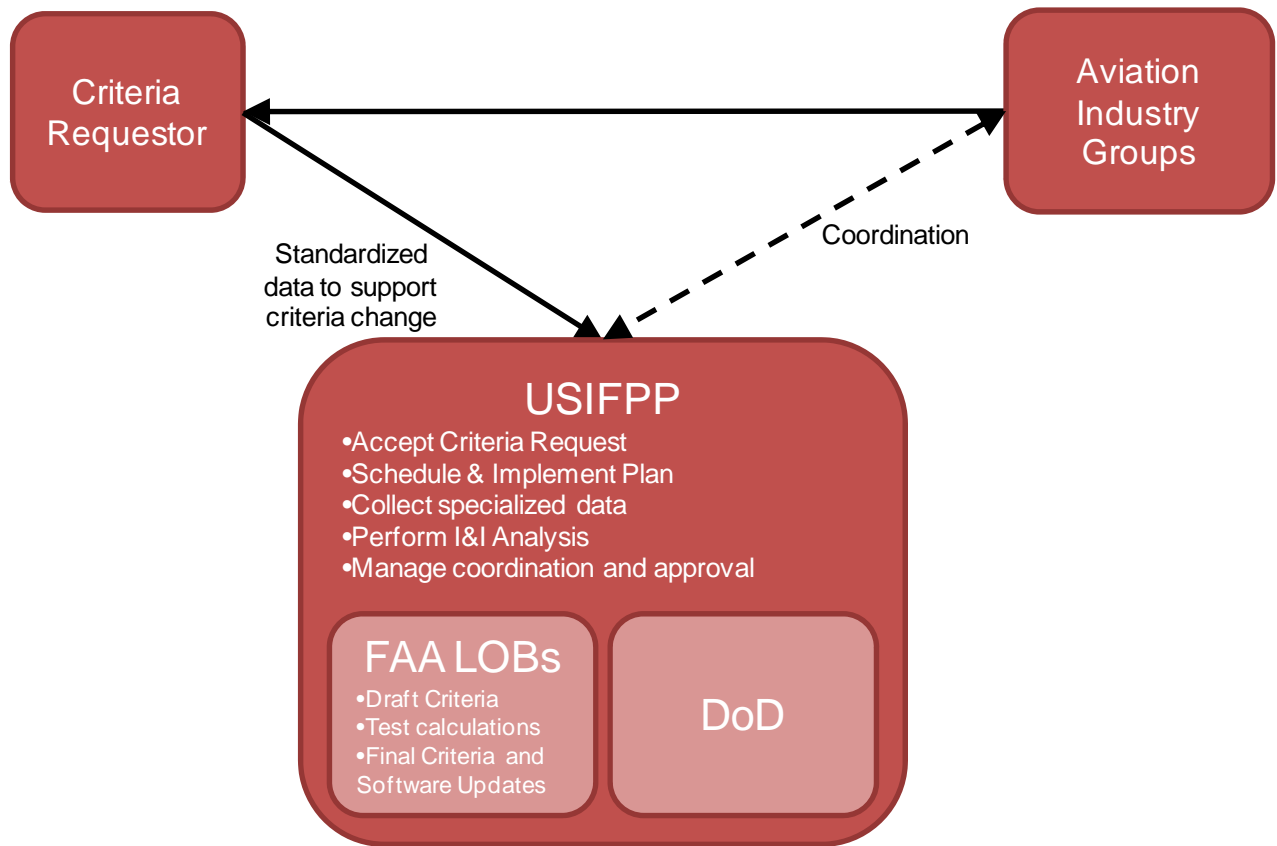 Criteria
Requestor
Aviation
Industry
Groups
Standardized
data to support
criteria change
Coordination
USIFPP
•Accept Criteria Request
•Schedule & Implement Plan
•Collect specialized data
•Perform I&I Analysis
•Manage coordination and approval
FAA LOBs
•Draft Criteria
•Test calculations
•Final Criteria and
Software Updates
DoD